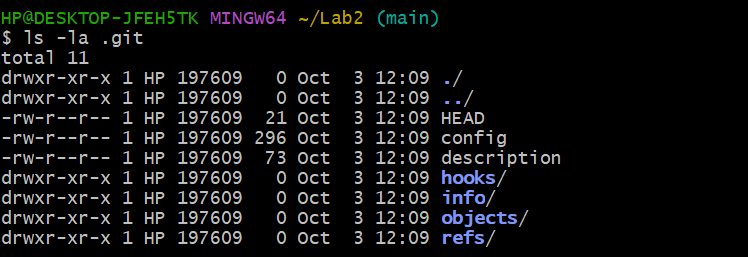 HP@DESKTOP-JFEH5TK MINGW64 ~/Lab2 (main)
$ ls -la .git
total 11
drwxr-xr-x 1 HP 197609   0 Oct  3 12:09 ./
drwxr-xr-x 1 HP 197609   0 Oct  3 12:09 ../
-rw-r--r-- 1 HP 197609  21 Oct  3 12:09 HEAD
-rw-r--r-- 1 HP 197609 296 Oct  3 12:09 config
-rw-r--r-- 1 HP 197609  73 Oct  3 12:09 description
drwxr-xr-x 1 HP 197609   0 Oct  3 12:09 hooks/
drwxr-xr-x 1 HP 197609   0 Oct  3 12:09 info/
drwxr-xr-x 1 HP 197609   0 Oct  3 12:09 objects/
drwxr-xr-x 1 HP 197609   0 Oct  3 12:09 refs/